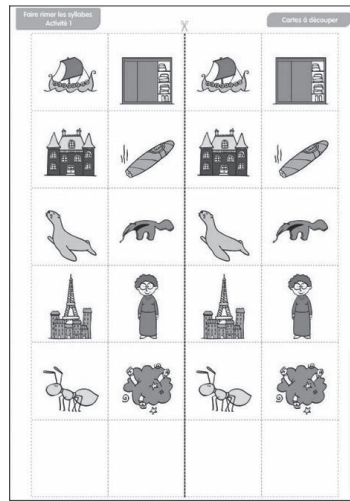 Faire rimer les syllabes
Activité 1
Cartes à découper